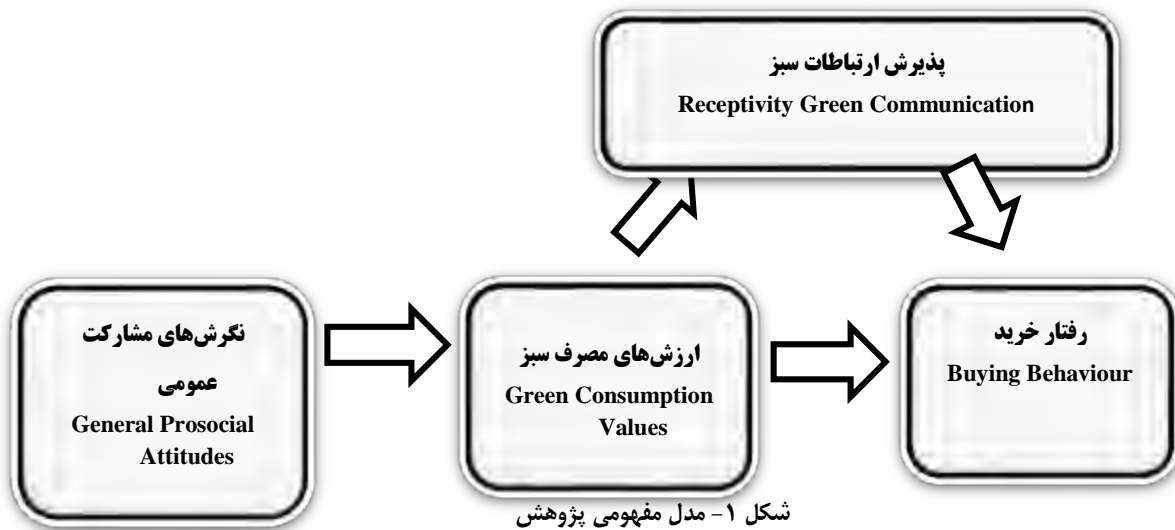 پذیرش ارتباطات سبز
Receptivity Green Communication
نگرش‌های مشارکت
عمومی
General Prosocial
Attitudes
ارزش‌های مصرف سبز
Green Consumption
Values
رفتار خرید
Buying Behaviour
شکل ۱- مدل مفهومی پژوهش